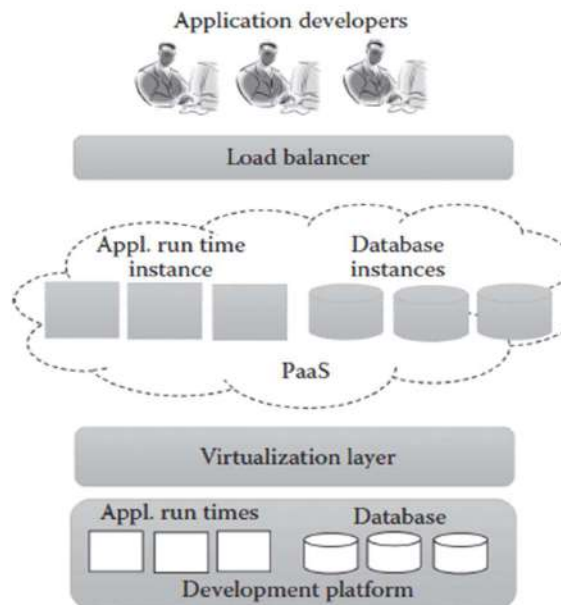 Application developers
Load balancer
Appl. run time
instance
Database
instances
PaaS
Virtualization layer
Appl. run times
Database
Development platform